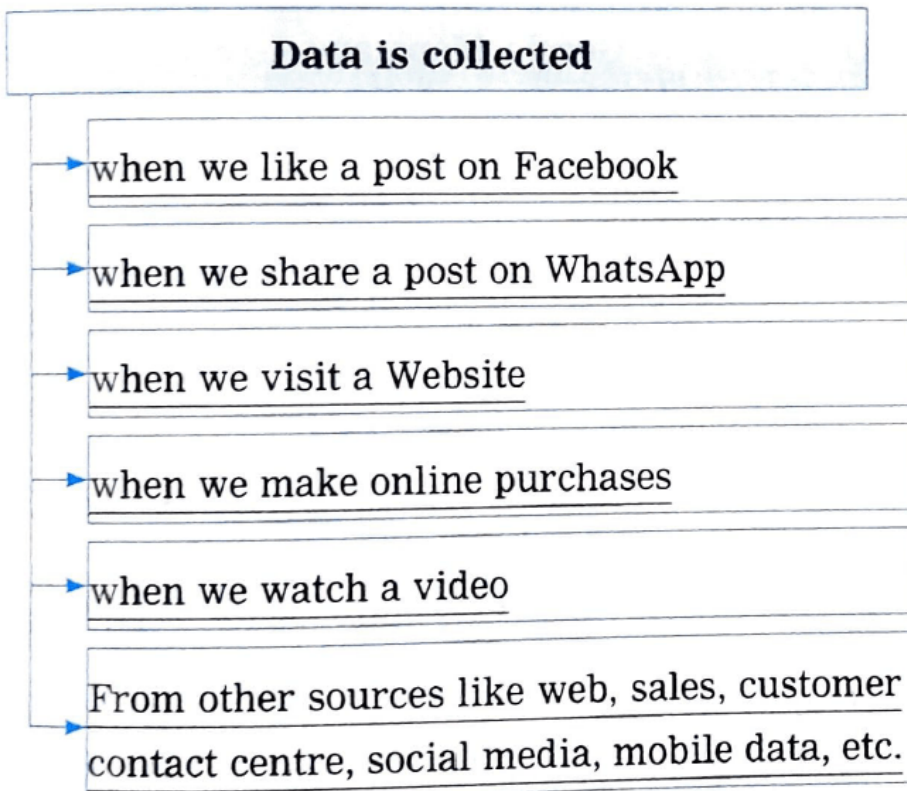 Data is collected
when we like a post on Facebook
when we share a post on WhatsApp
when we visit a Website
when we make online purchases
when we watch a video
From other sources like web, sales, customer
contact centre, social media, mobile data, etc.